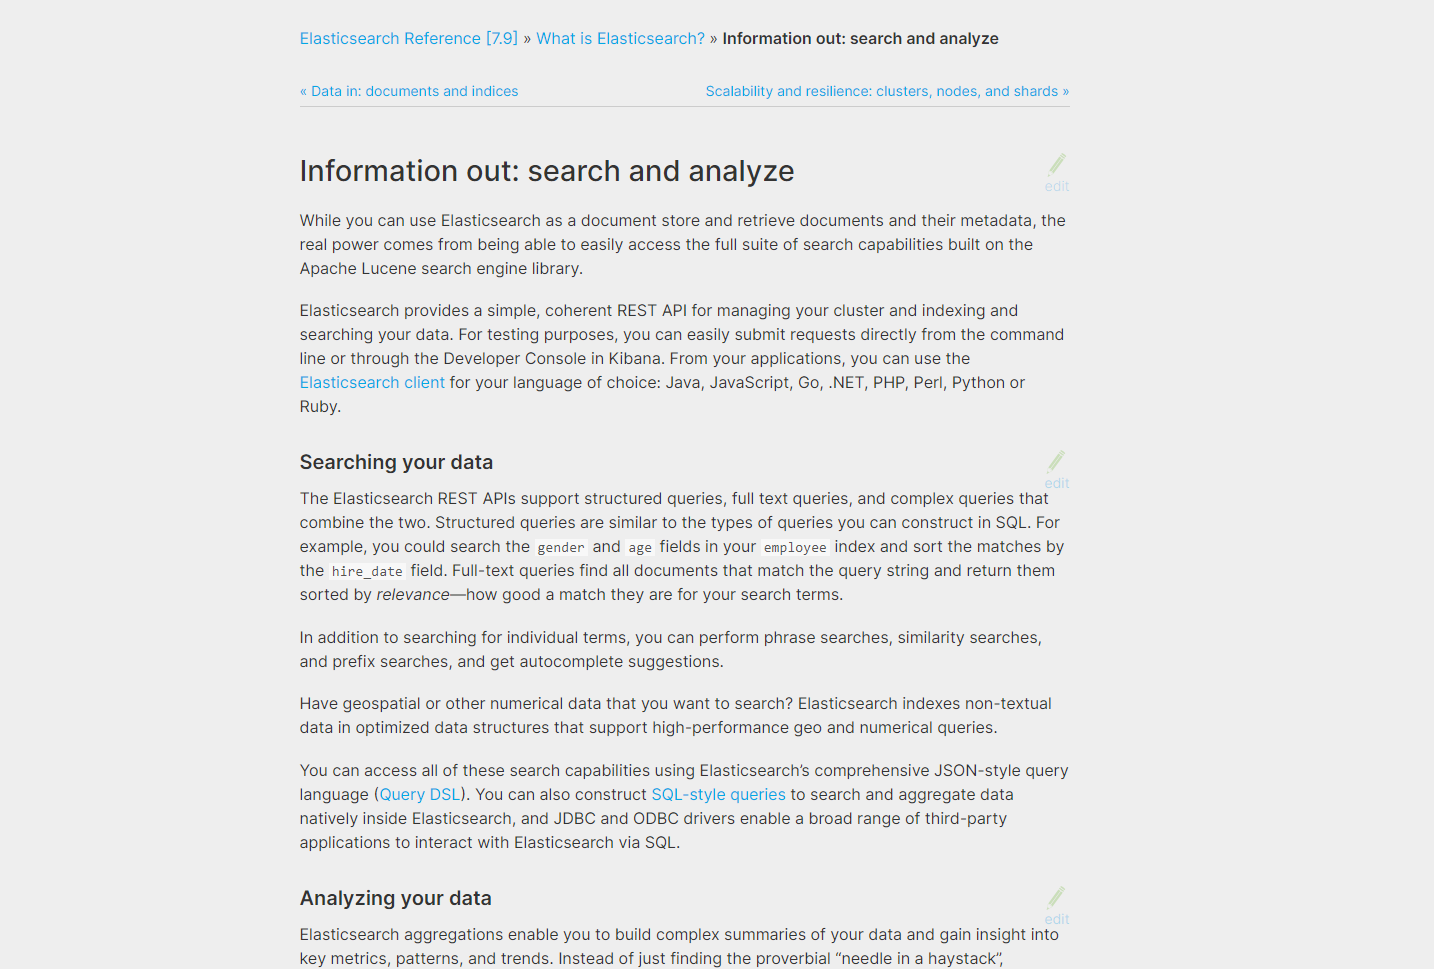 Elasticsearch Reference [7.9] » What is Elasticsearch? » Information out: search and analyze
« Data in: documents and indices
Scalability and resilience: clusters, nodes, and shards »
Information out: search and analyze
edit
While you can use Elasticsearch as a document store and retrieve documents and their metadata, the
real power comes from being able to easily access the full suite of search capabilities built on the
Apache Lucene search engine library.
Elasticsearch provides a simple, coherent REST API for managing your cluster and indexing and
searching your data. For testing purposes, you can easily submit requests directly from the command
line or through the Developer Console in Kibana. From your applications, you can use the
Elasticsearch client for your language of choice: Java, JavaScript, Go, .NET, PHP, Perl, Python or
Ruby.
Searching your data
edit
The Elasticsearch REST APIs support structured queries, full text queries, and complex queries that
combine the two. Structured queries are similar to the types of queries you can construct in SQL. For
example, you could search the gender and age fields in your employee index and sort the matches by
the hire_date field. Full-text queries find all documents that match the query string and return them
sorted by relevance—how good a match they are for your search terms.
In addition to searching for individual terms, you can perform phrase searches, similarity searches,
and prefix searches, and get autocomplete suggestions.
Have geospatial or other numerical data that you want to search? Elasticsearch indexes non-textual
data in optimized data structures that support high-performance geo and numerical queries.
You can access all of these search capabilities using Elasticsearch’s comprehensive JSON-style query
language (Query DSL). You can also construct SQL-style queries to search and aggregate data
natively inside Elasticsearch, and JDBC and ODBC drivers enable a broad range of third-party
applications to interact with Elasticsearch via SQL.
Analyzing your data
edit
Elasticsearch aggregations enable you to build complex summaries of your data and gain insight into
key metrics, patterns, and trends. Instead of just finding the proverbial “needle in a haystack”,